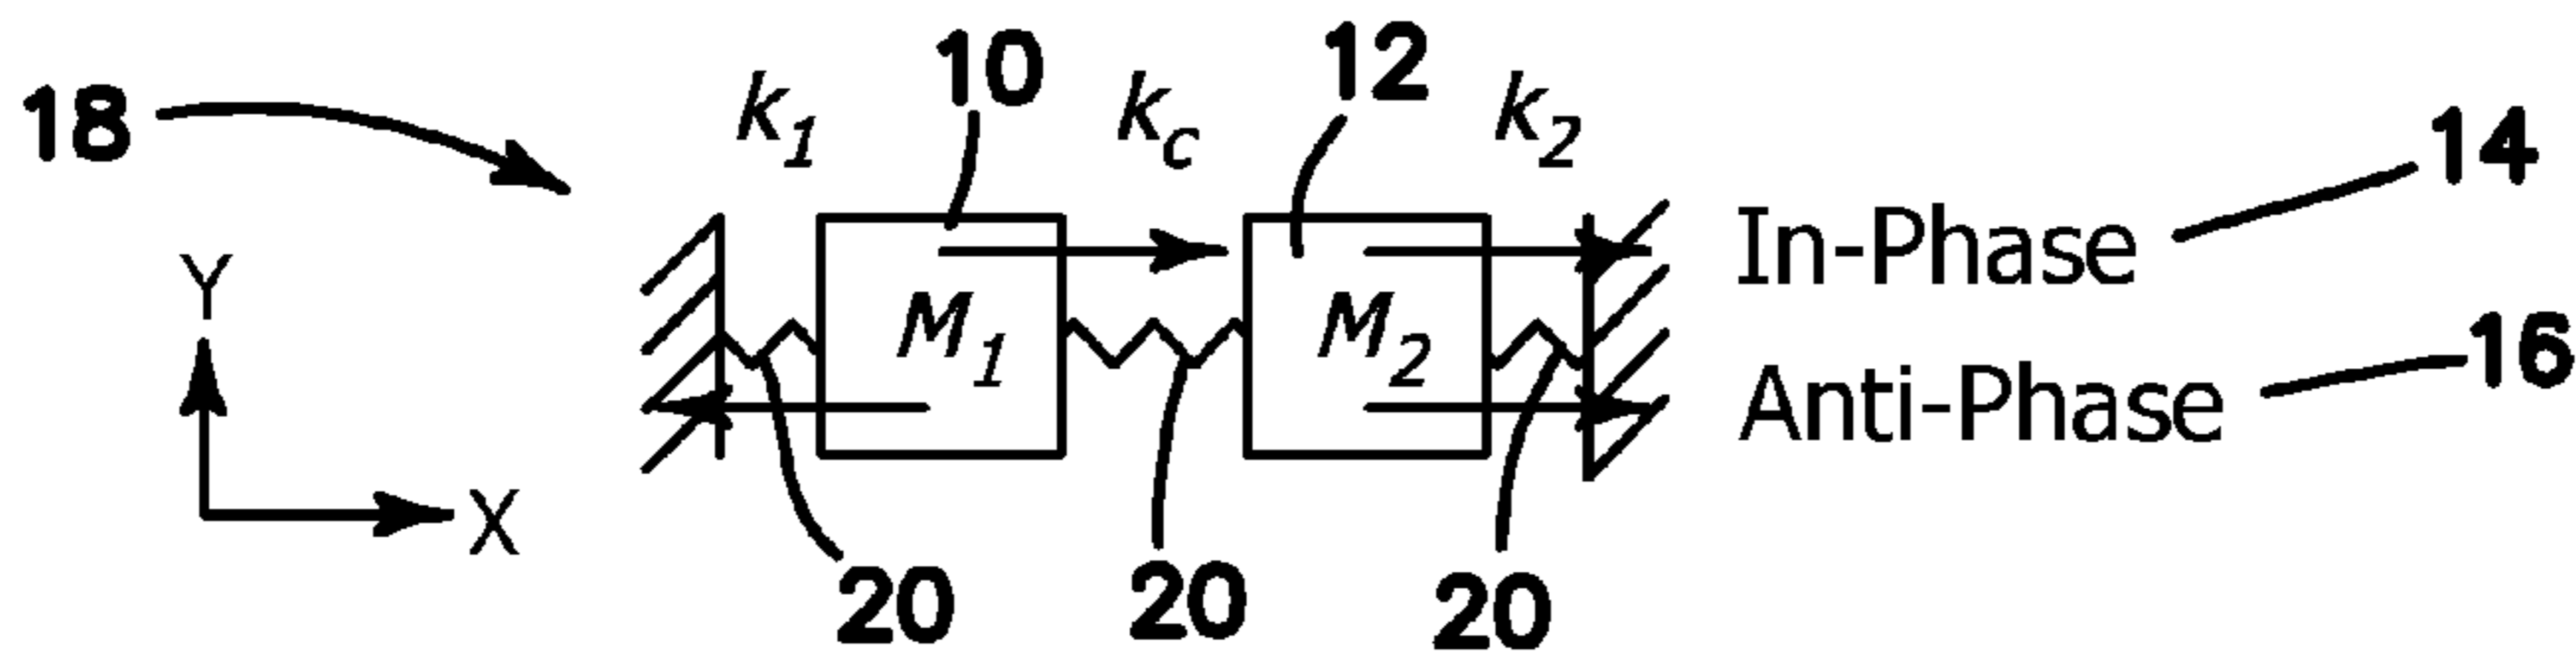 10 12
18 k1 kc k2 14
In-Phase
Y M1 M2 16
Anti-Phase
X
20 20 20